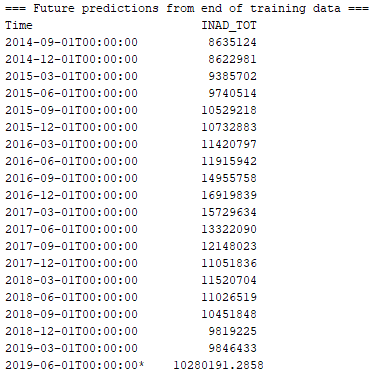 === Future predictions from end of training data ===
Time INAD_TOT
2014-09-01T00:00:00 8635124
2014-12-01T00:00:00 8622981
2015-03-01T00:00:00 9385702
2015-06-01T00:00:00 9740514
2015-09-01T00:00:00 10529218
2015-12-01T00:00:00 10732883
2016-03-01T00:00:00 11420797
2016-06-01T00:00:00 11915942
2016-09-01T00:00:00 14955758
2016-12-01T00:00:00 16919839
2017-03-01T00:00:00 15729634
2017-06-01T00:00:00 13322090
2017-09-01T00:00:00 12148023
2017-12-01T00:00:00 11051836
2018-03-01T00:00:00 11520704
2018-06-01T00:00:00 11026519
2018-09-01T00:00:00 10451848
2018-12-01T00:00:00 9819225
2019-03-01T00:00:00 9846433
2019-06-01T00:00:00* 10280191.2858